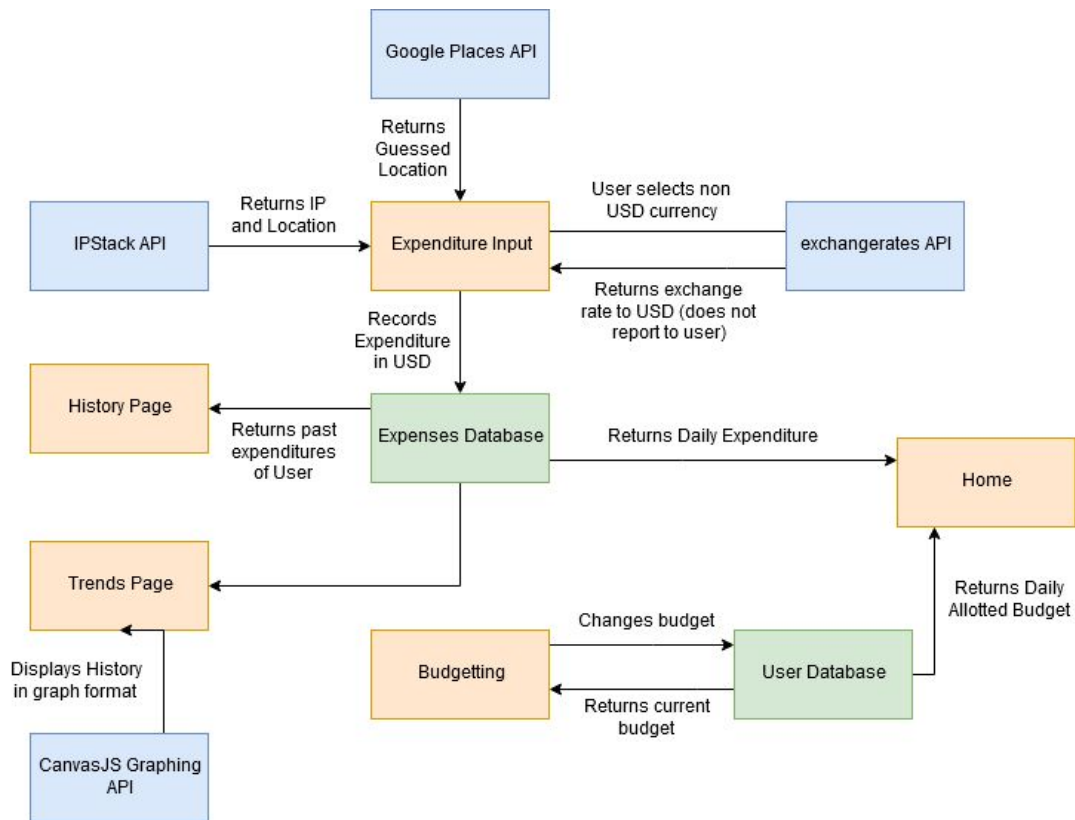 Google Places API
Returns
Guessed
Location
Returns IP
and Location
User selects non
USD currency
IPStack API
Expenditure Input
exchangerates API
Returns exchange
rate to USD (does not
report to user)
Records
Expenditure
in USD
History Page
Returns past
expenditures
of User
Expenses Database
Returns Daily Expenditure
Home
Trends Page
Returns Daily
Allotted Budget
Changes budget
Displays History
in graph format
Budgetting
User Database
Returns current
budget
CanvasJS Graphing
API